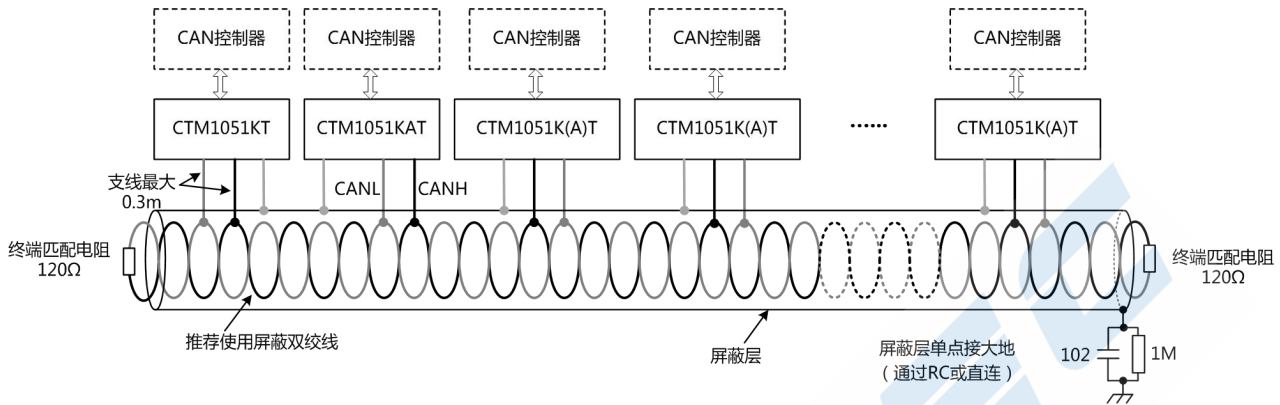 CAN控制器
CAN控制器
CAN控制器
CAN控制器
CAN控制器
CTM1051KT
CTM1051KAT
CTM1051K(A)T
CTM1051K(A)T
......
CTM1051K(A)T
支线最大
0.3m
CANL
CANH
终端匹配电阻
120Ω
终端匹配电阻
120Ω
推荐使用屏蔽双绞线
屏蔽层
屏蔽层单点接大地
（通过RC或直连）
102
1M